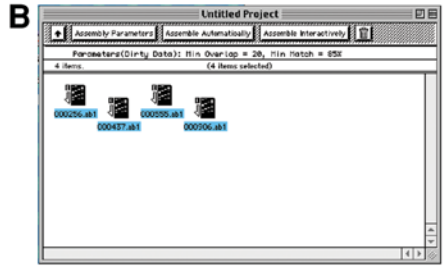 B
Untitled Project
Assembly Parameters Assemble Automatically Assemble Interactively
Parameters(Dirty Data): Min Overlap = 20, Min Match = 85%
4 items. (4 items selected)
000256.ab1 000555.ab1
000437.ab1 000906.ab1